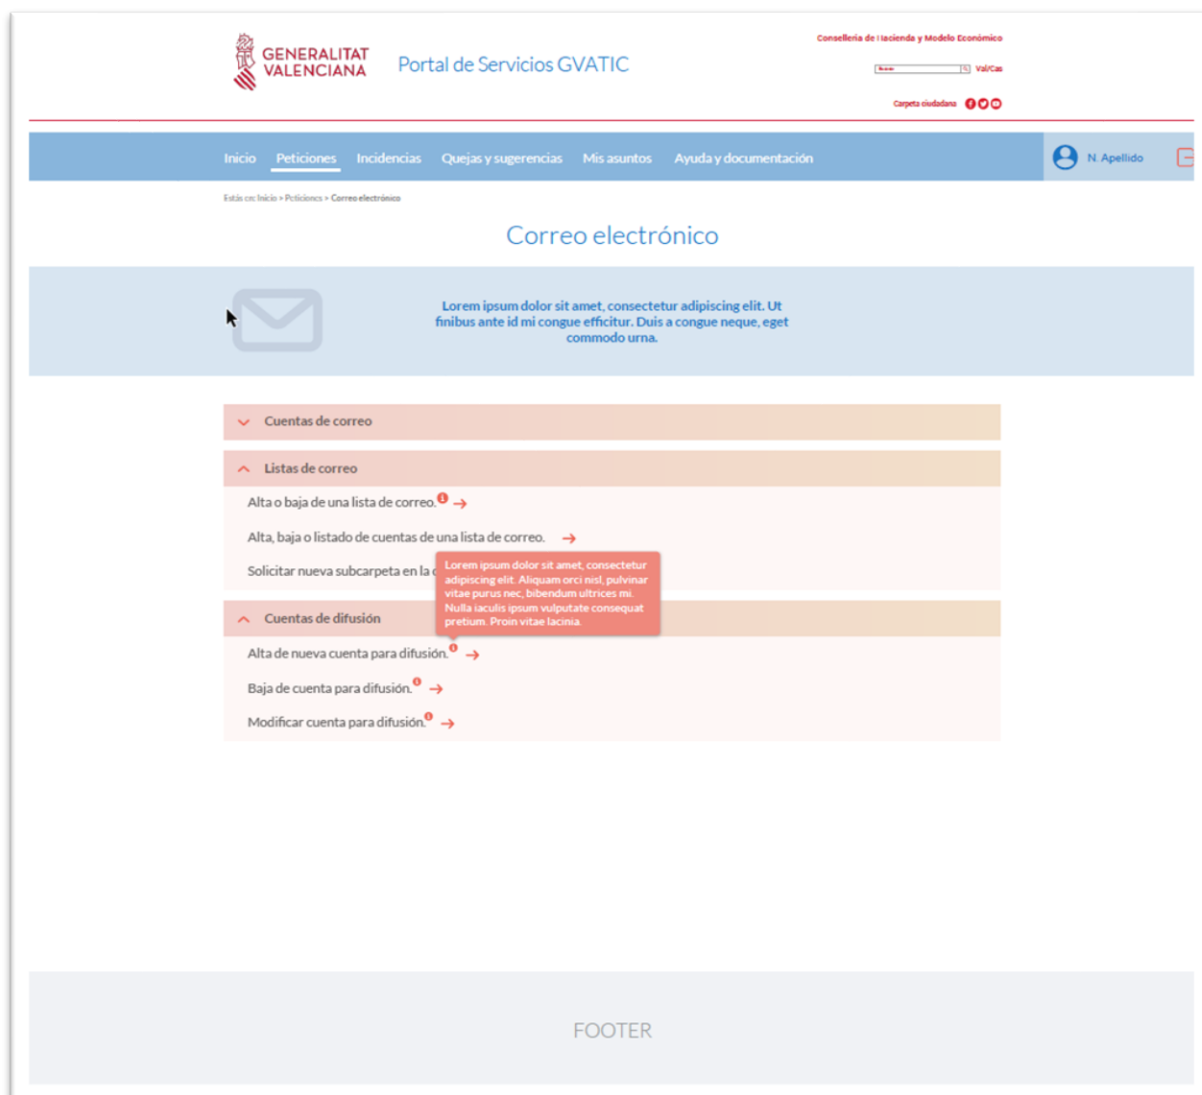 GENERALITAT
VALENCIANA
Portal de Servicios GVATIC
Conselleria de Hacienda y Modelo Económico
Buscar
Val/Cas
Carpeta ciudadana
Inicio Peticiones Incidencias Quejas y sugerencias Mis asuntos Ayuda y documentación
N. Apellido
Estás en: Inicio > Peticiones > Correo electrónico
Correo electrónico
Lorem ipsum dolor sit amet, consectetur adipiscing elit. Ut
finibus ante id mi congue efficitur. Duis a congue neque, eget
commodo urna.
Cuentas de correo
Listas de correo
Alta o baja de una lista de correo.
Alta, baja o listado de cuentas de una lista de correo.
Solicitar nueva subcarpeta en la
Lorem ipsum dolor sit amet, consectetur
adipiscing elit. Aliquam orci nisl, pulvinar
vitae purus nec, bibendum ultrices mi.
Nulla iaculis ipsum vulputate consequat
pretium. Proin vitae lacinia.
Cuentas de difusión
Alta de nueva cuenta para difusión.
Baja de cuenta para difusión.
Modificar cuenta para difusión.
FOOTER